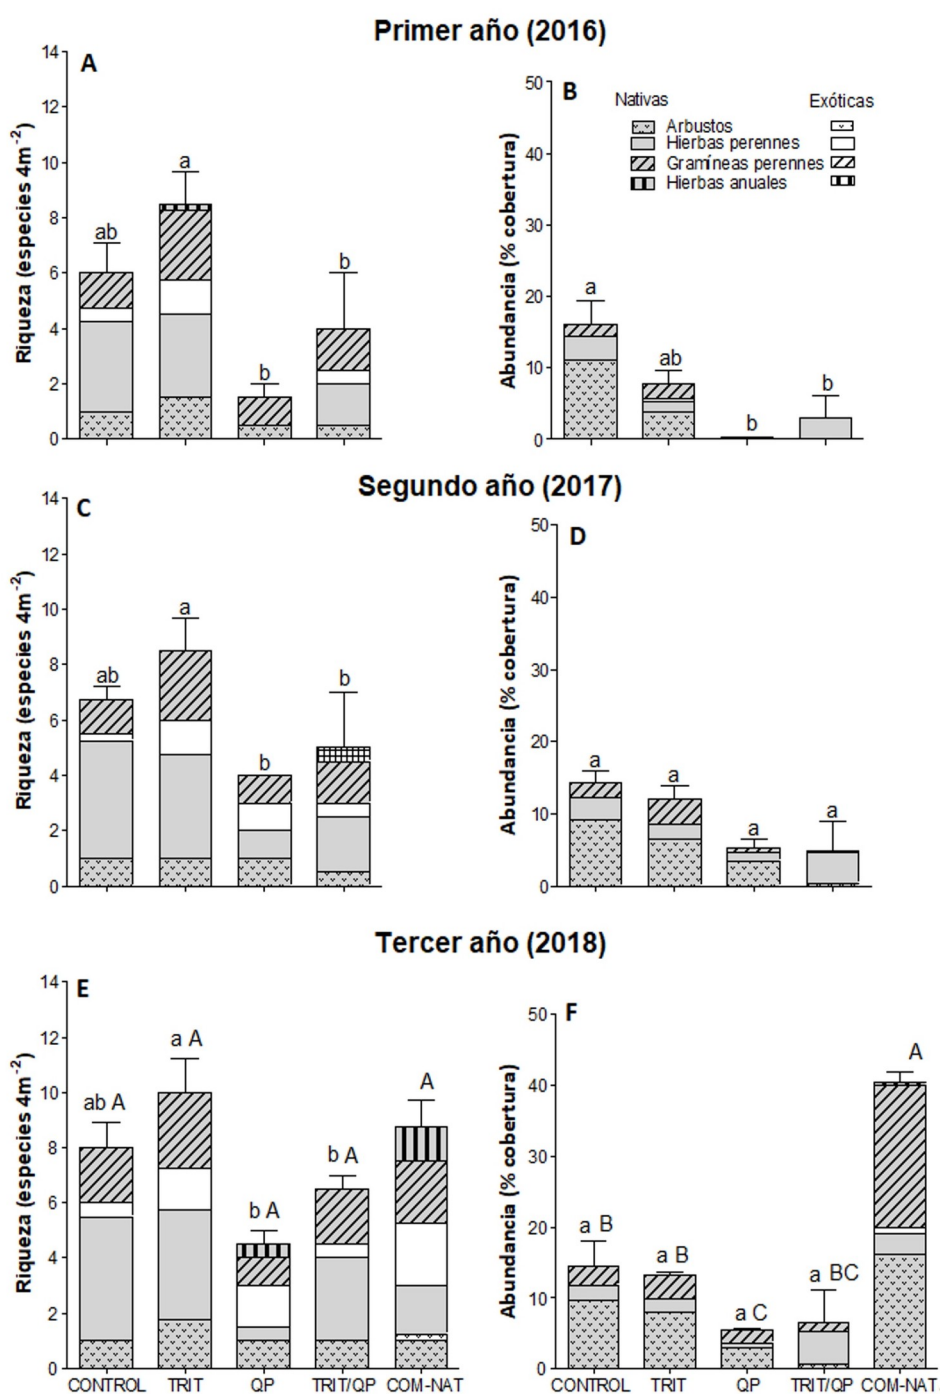 Primer año (2016)
A
Riqueza (especies 4m⁻²)
14
12
10
8
6
4
2
0
ab
a
b
b
B
Abundancia (% cobertura)
50
40
30
20
10
0
Nativas Exóticas
Arbustos
Hierbas perennes
Gramíneas perennes
Hierbas anuales
a
ab
b
b
Segundo año (2017)
C
Riqueza (especies 4m⁻²)
14
12
10
8
6
4
2
0
ab
a
b
b
D
Abundancia (% cobertura)
50
40
30
20
10
0
a
a
a
a
Tercer año (2018)
E
Riqueza (especies 4m⁻²)
14
12
10
8
6
4
2
0
ab A
a A
b A
b A
A
CONTROL TRIT QP TRIT/QP COM-NAT
F
Abundancia (% cobertura)
50
40
30
20
10
0
a B
a B
a C
a BC
A
CONTROL TRIT QP TRIT/QP COM-NAT